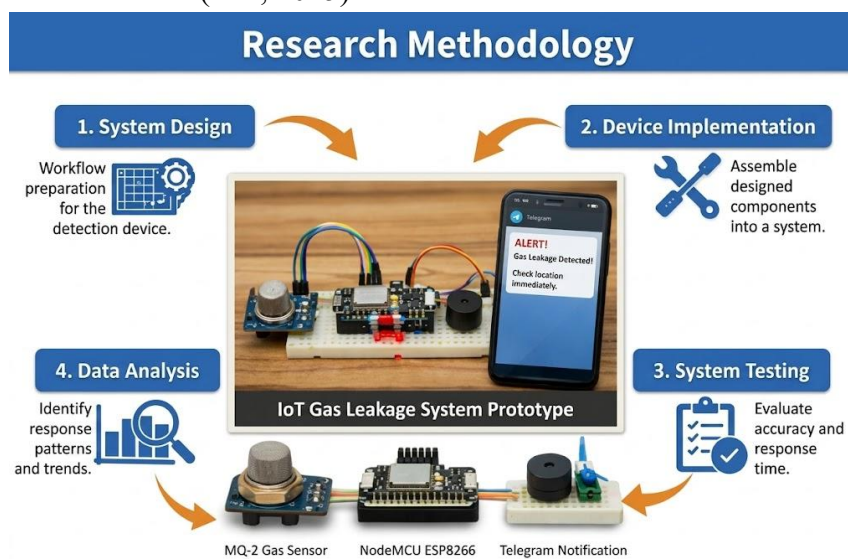 Research Methodology
1. System Design
Workflow
preparation
for the
detection device.
2. Device Implementation
Assemble
designed
components
into a system.
Telegram
ALERT!
Gas Leakage Detected!
Check location
immediately.
IoT Gas Leakage System Prototype
4. Data Analysis
Identify
response
patterns
and trends.
3. System Testing
Evaluate
accuracy and
response
time.
MQ-2 Gas Sensor
NodeMCU ESP8266
Telegram Notification